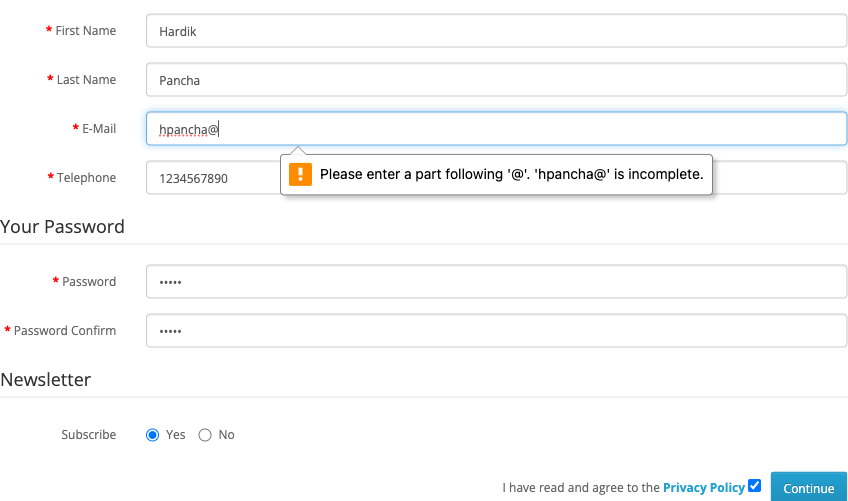 * First Name Hardik
* Last Name Pancha
* E-Mail hpancha@
Please enter a part following '@'. 'hpancha@' is incomplete.
* Telephone 1234567890
Your Password
* Password •••••
* Password Confirm •••••
Newsletter
Subscribe Yes No
I have read and agree to the Privacy Policy Continue